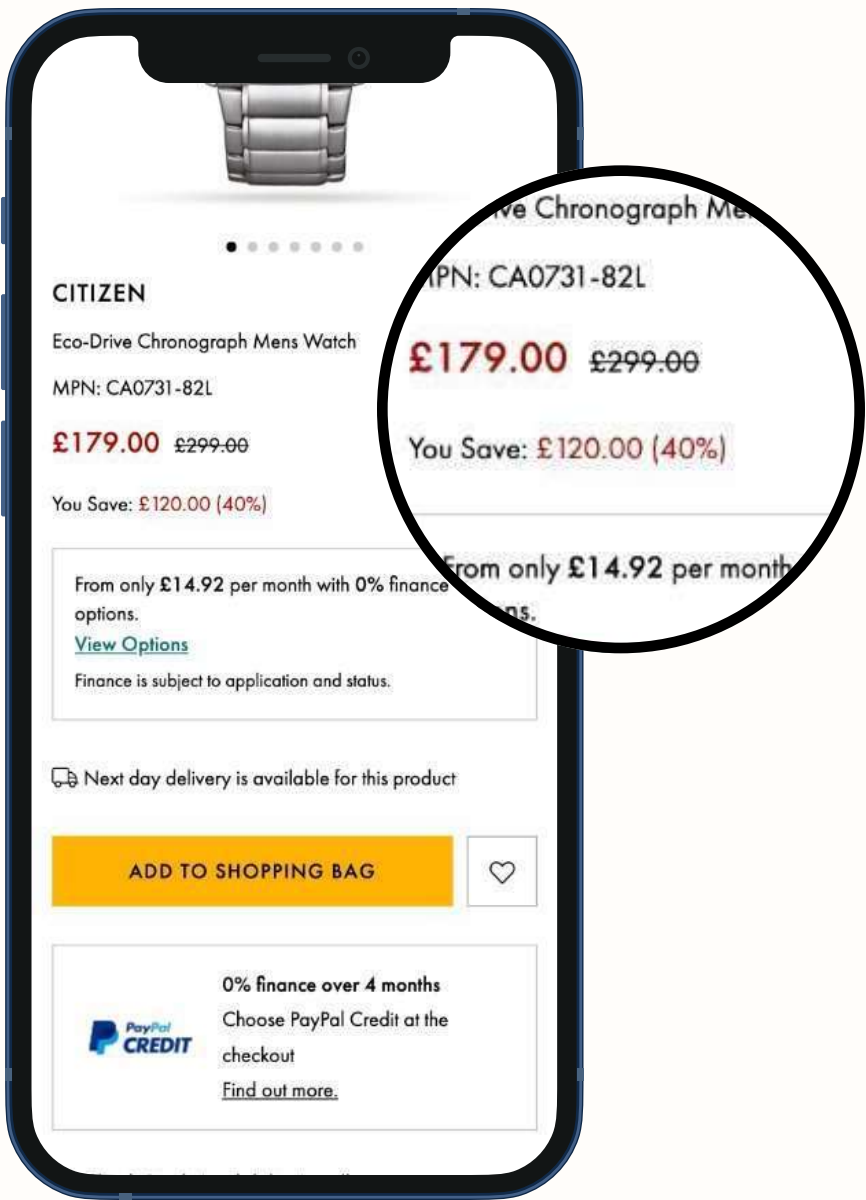 CITIZEN
Eco-Drive Chronograph Mens Watch
MPN: CA0731-82L
£179.00 £299.00
You Save: £120.00 (40%)
From only £14.92 per month with 0% finance
options.
View Options
Finance is subject to application and status.
Next day delivery is available for this product
ADD TO SHOPPING BAG
PayPal
CREDIT
0% finance over 4 months
Choose PayPal Credit at the
checkout
Find out more.
ve Chronograph Me
MPN: CA0731-82L
£179.00 £299.00
You Save: £120.00 (40%)
From only £14.92 per month
ns.